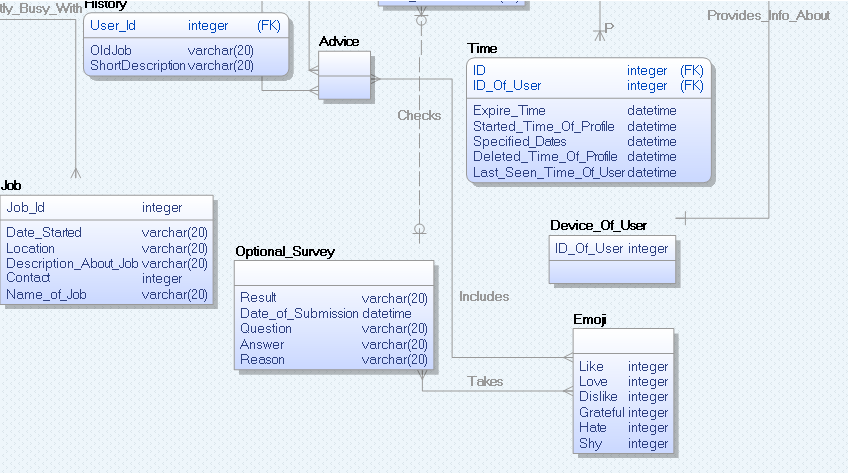 tly_Busy_With
History
User_Id integer (FK)
OldJob varchar(20)
ShortDescription varchar(20)
Advice
Time
ID integer (FK)
ID_Of_User integer (FK)
Expire_Time datetime
Started_Time_Of_Profile datetime
Specified_Dates datetime
Deleted_Time_Of_Profile datetime
Last_Seen_Time_Of_User datetime
P
Provides_Info_About
Checks
Job
Job_Id integer
Date_Started varchar(20)
Location varchar(20)
Description_About_Job varchar(20)
Contact integer
Name_of_Job varchar(20)
Optional_Survey
Result varchar(20)
Date_of_Submission datetime
Question varchar(20)
Answer varchar(20)
Reason varchar(20)
Device_Of_User
ID_Of_User integer
Includes
Takes
Emoji
Like integer
Love integer
Dislike integer
Grateful integer
Hate integer
Shy integer